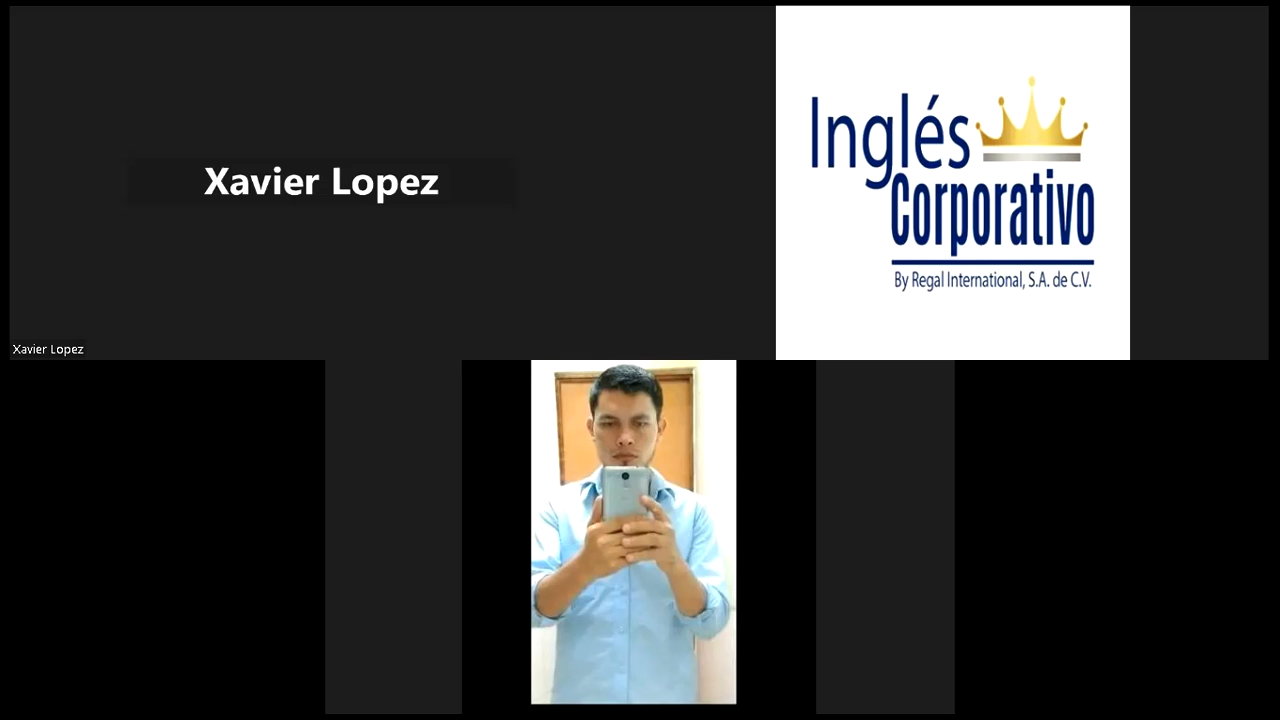 Xavier Lopez
Xavier Lopez
Inglés
Corporativo
By Regal International, S.A. de C.V.